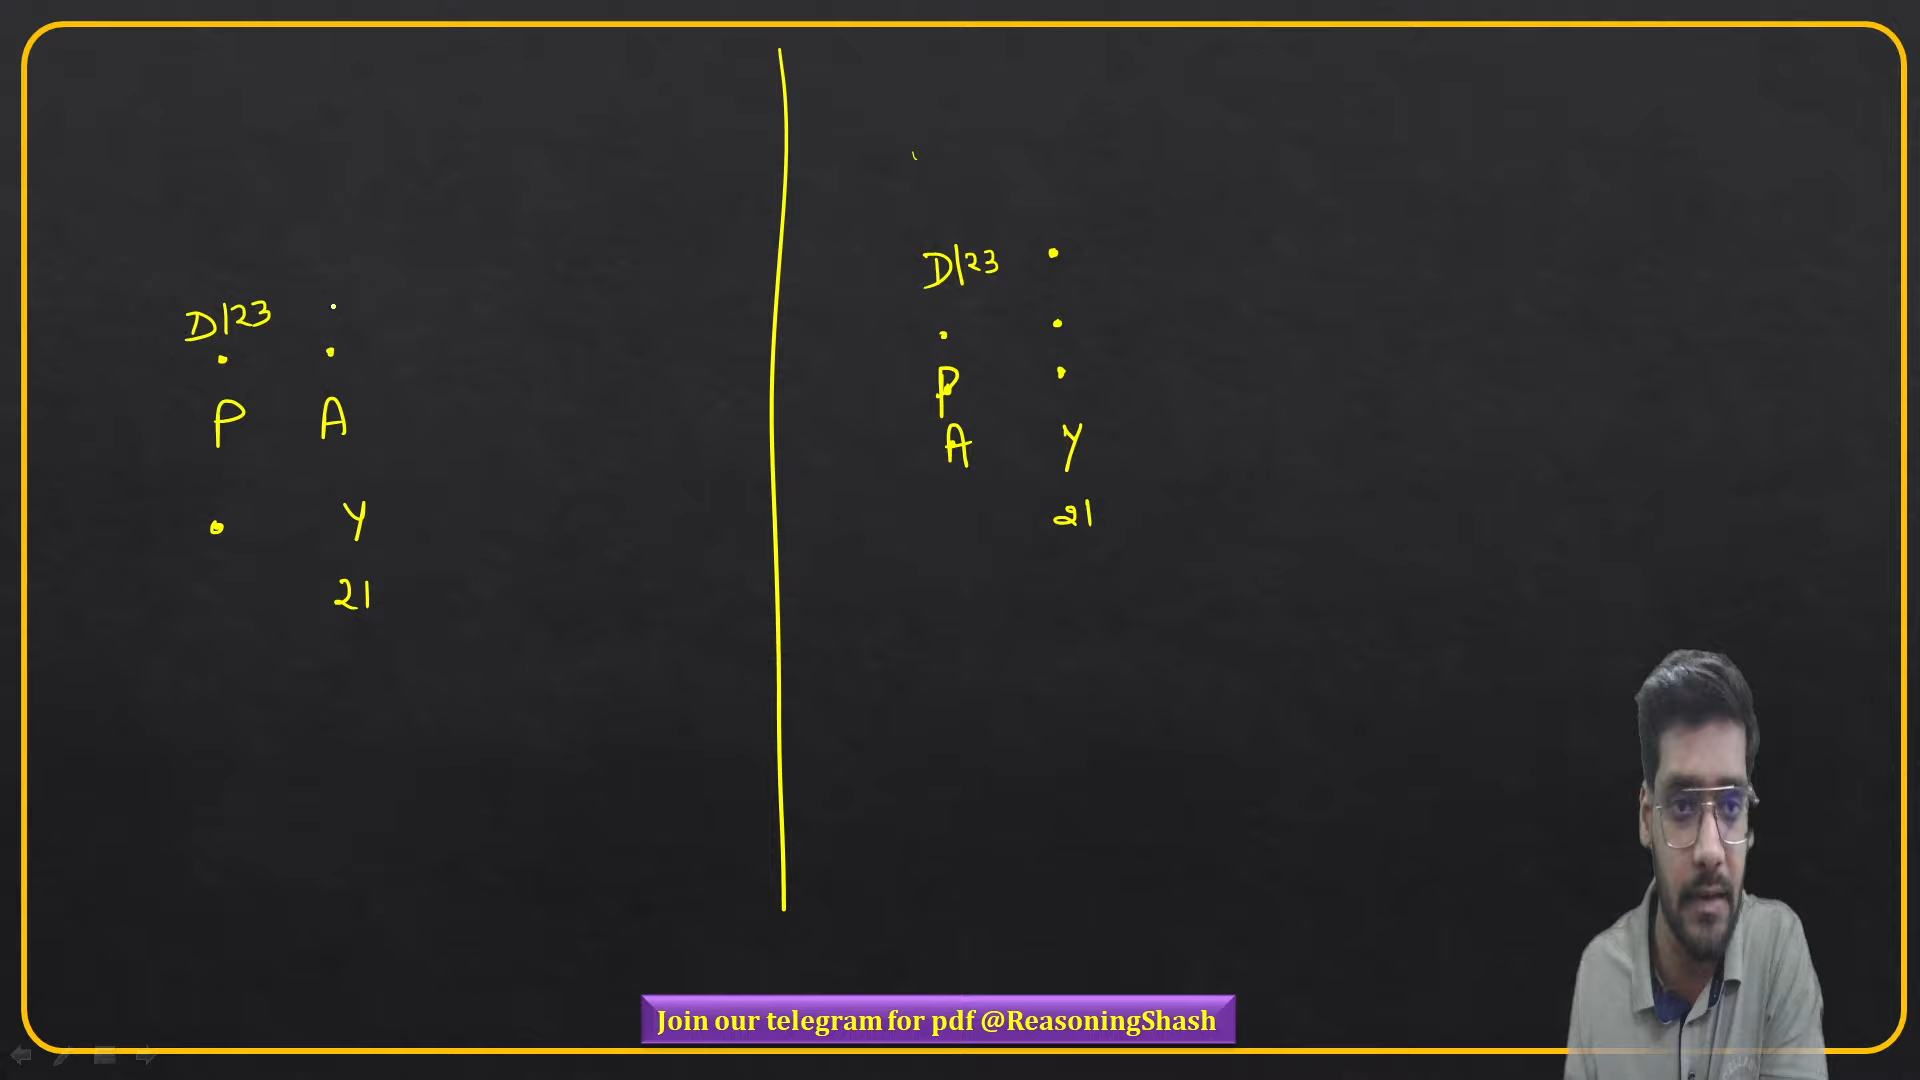 D|23
P A
Y
21
D|23
P
A Y
21
Join our telegram for pdf @ReasoningShash